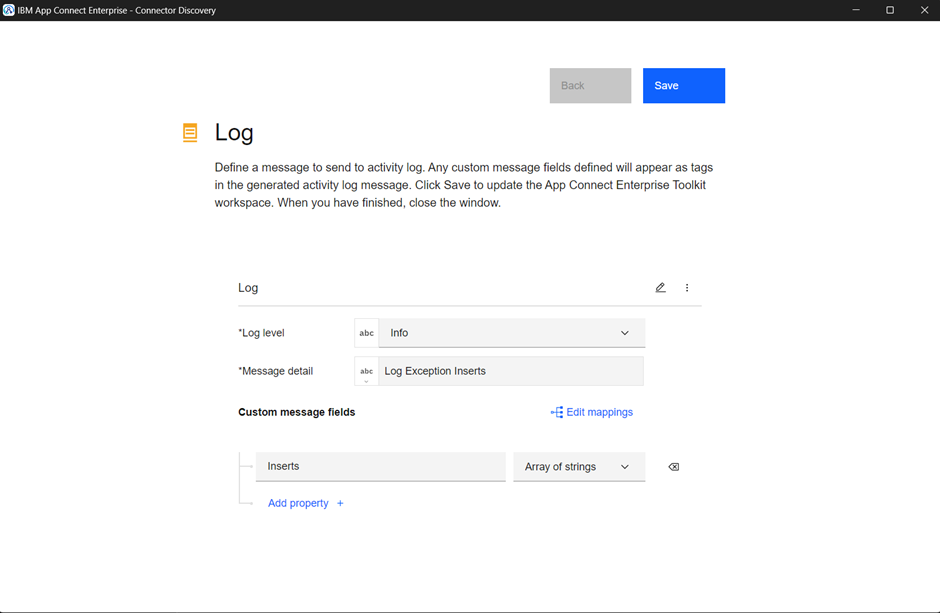 IBM App Connect Enterprise - Connector Discovery
Back
Save
Log
Define a message to send to activity log. Any custom message fields defined will appear as tags
in the generated activity log message. Click Save to update the App Connect Enterprise Toolkit
workspace. When you have finished, close the window.
Log
*Log level
abc
Info
*Message detail
abc
Log Exception Inserts
Custom message fields
Edit mappings
Inserts
Array of strings
Add property +